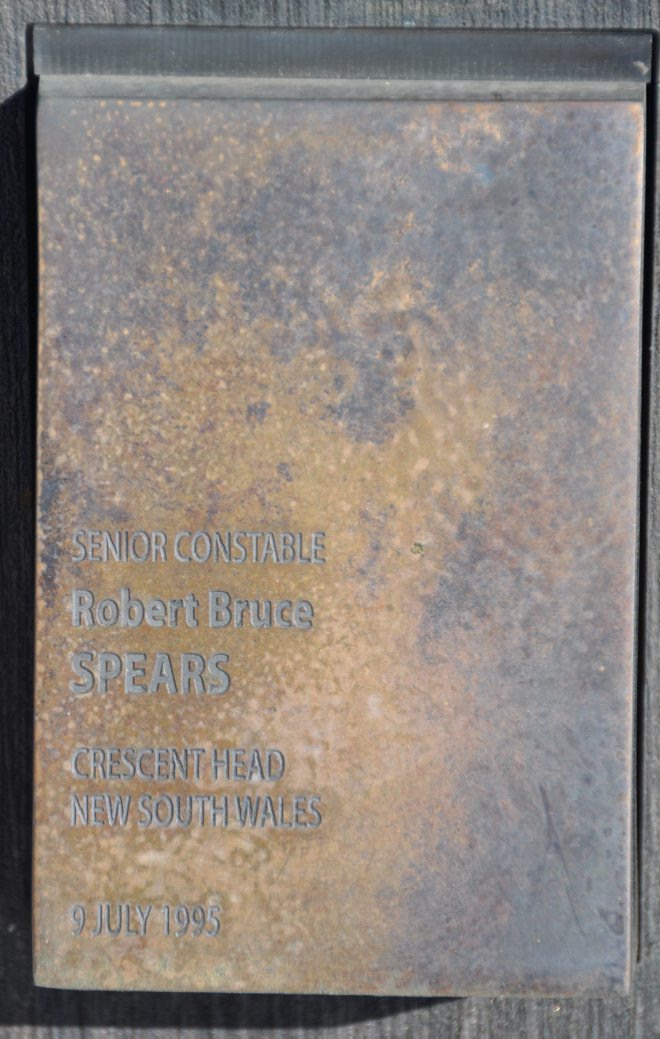 SENIOR CONSTABLE
Robert Bruce
SPEARS
CRESCENT HEAD
NEW SOUTH WALES
9 JULY 1995